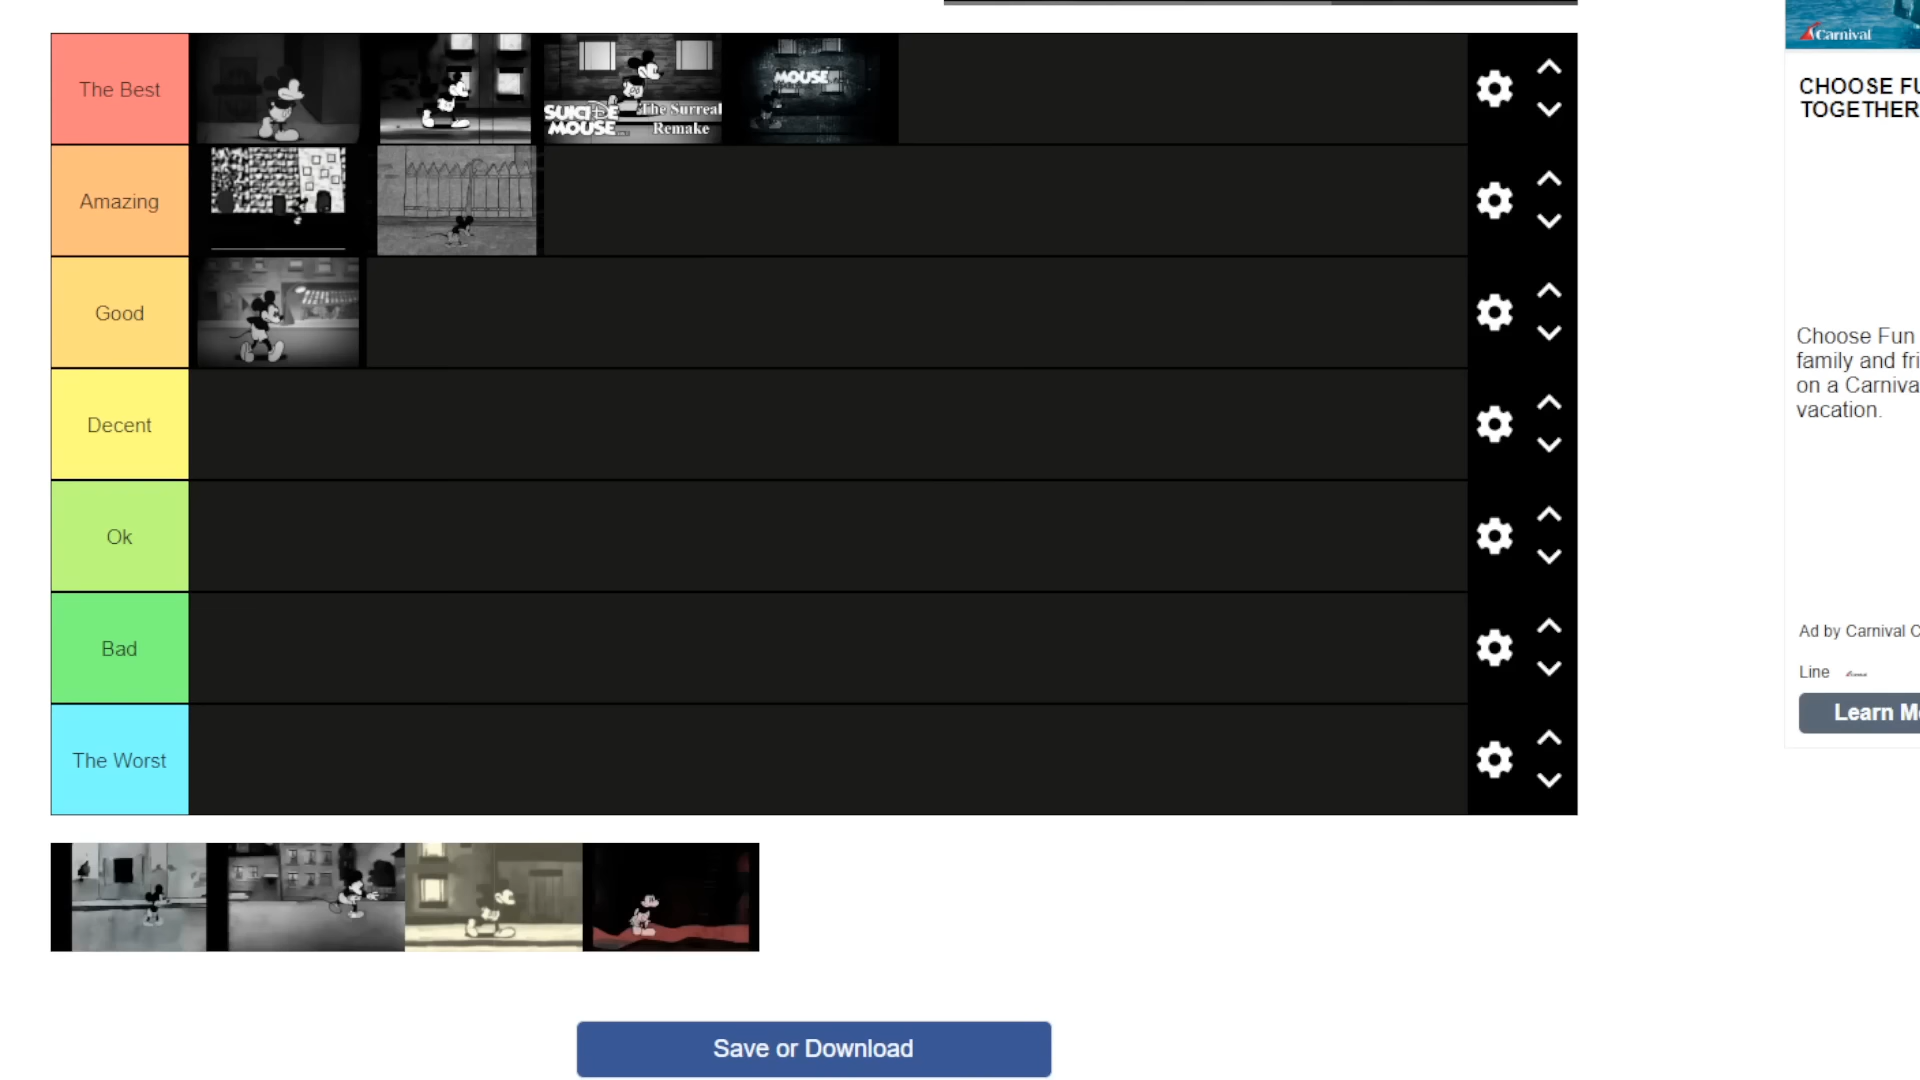 Carnival
CHOOSE FU
TOGETHER
The Best
MOUSE
SUICIDE
MOUSE
The Surreal
Remake
Amazing
Good
Choose Fun
family and fri
on a Carniva
vacation.
Decent
Ok
Bad
Ad by Carnival C
Line
Learn M
The Worst
Save or Download